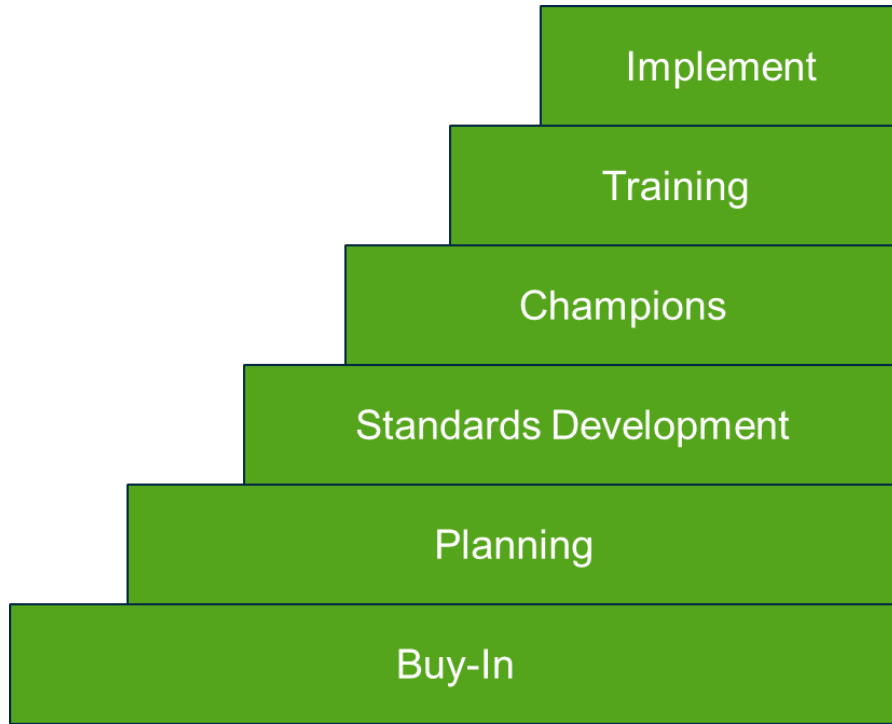 Implement
Training
Champions
Standards Development
Planning
Buy-In